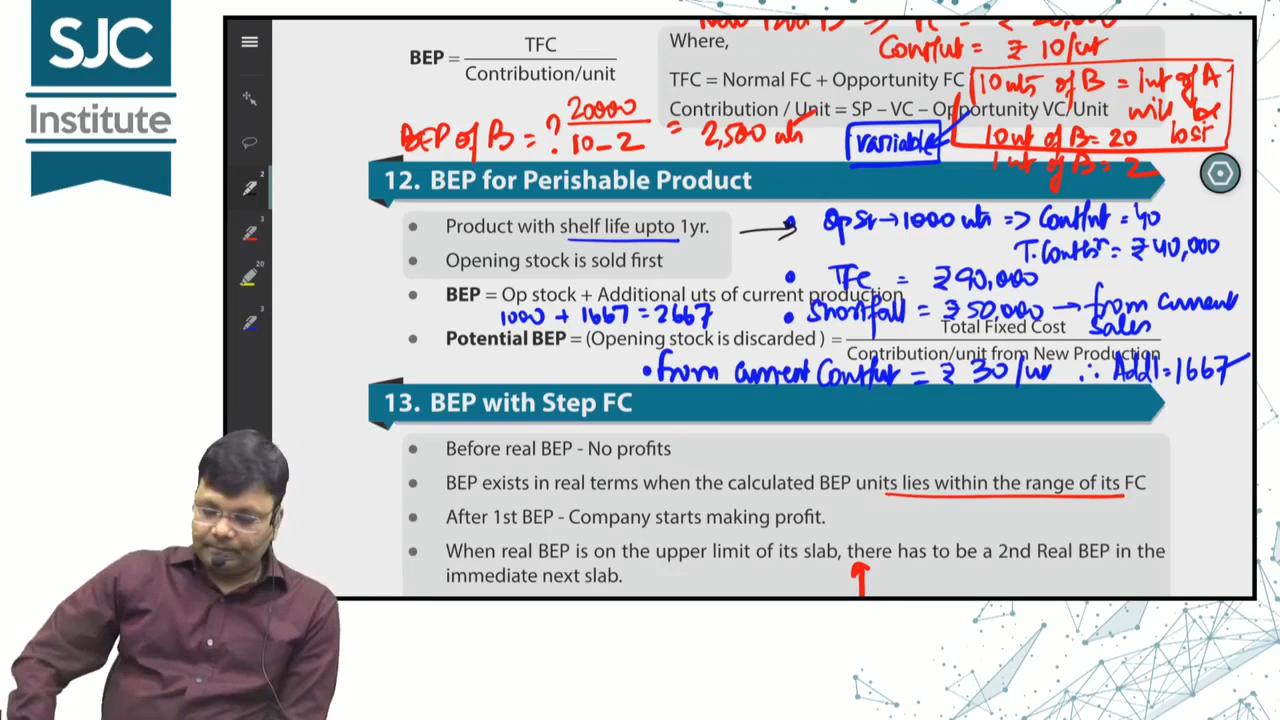 SJC
Institute
Cont/ut = ₹ 10/ut
BEP = TFC / Contribution/unit
Where,
TFC = Normal FC + Opportunity FC
Contribution / Unit = SP – VC – Opportunity VC/Unit
10 uts of B = 1 ut of A
will be
lost
10 ut of B = 20
1 ut of B = 2
variable
BEP of B = ? 20000 / 10 - 2 = 2,500 uts
12. BEP for Perishable Product
• Product with shelf life upto 1yr.
• Opening stock is sold first
• BEP = Op stock + Additional uts of current production
1000 + 1667 = 2667
• Potential BEP = (Opening stock is discarded ) = Total Fixed Cost / Contribution/unit from New Production
• Op St → 1000 uts => Cont/ut = 40
T. Contbr = ₹ 40,000
• TFC = ₹ 90,000
• Shortfall = ₹ 50,000 → from current
sales
• from current Cont/ut = ₹ 30/ut ∴ Addl = 1667
13. BEP with Step FC
• Before real BEP - No profits
• BEP exists in real terms when the calculated BEP units lies within the range of its FC
• After 1st BEP - Company starts making profit.
• When real BEP is on the upper limit of its slab, there has to be a 2nd Real BEP in the
immediate next slab.